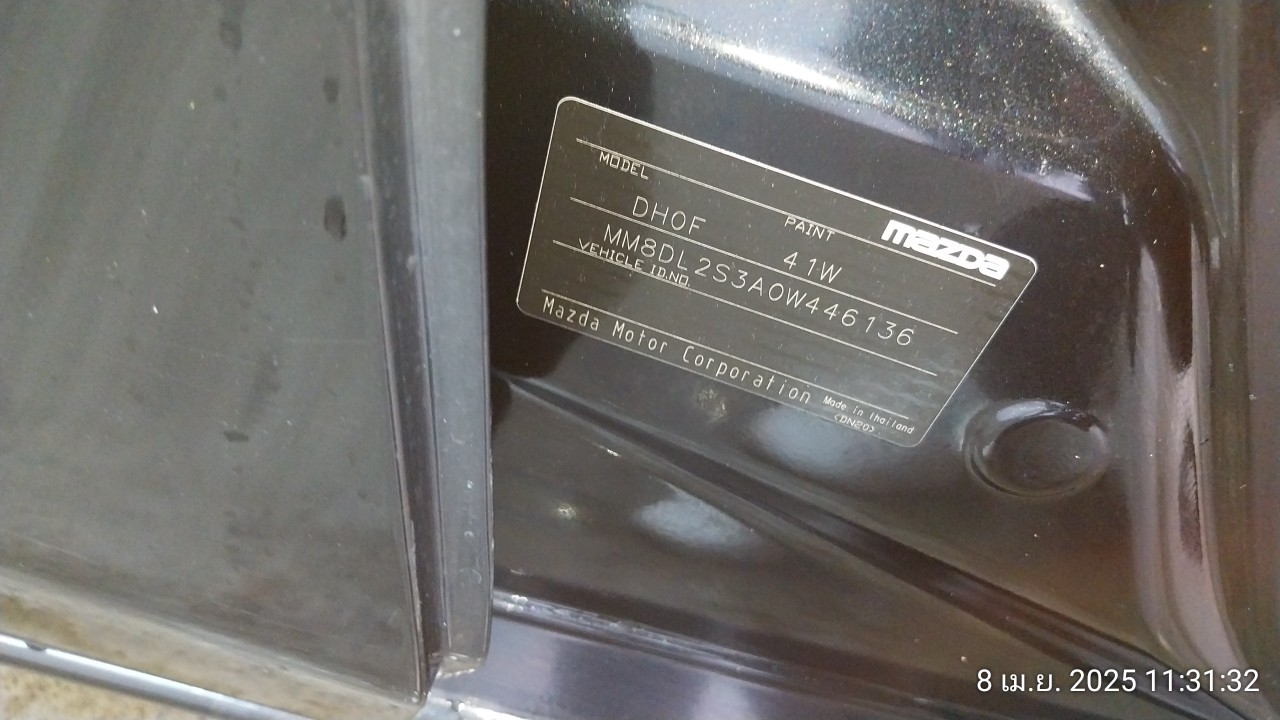 MODEL
PAINT
mazda
DH0F
41W
MM8DL2S3A0W446136
VEHICLE ID.NO.
Mazda Motor Corporation
Made in thailand
<DN20>
8 เม.ย. 2025 11:31:32